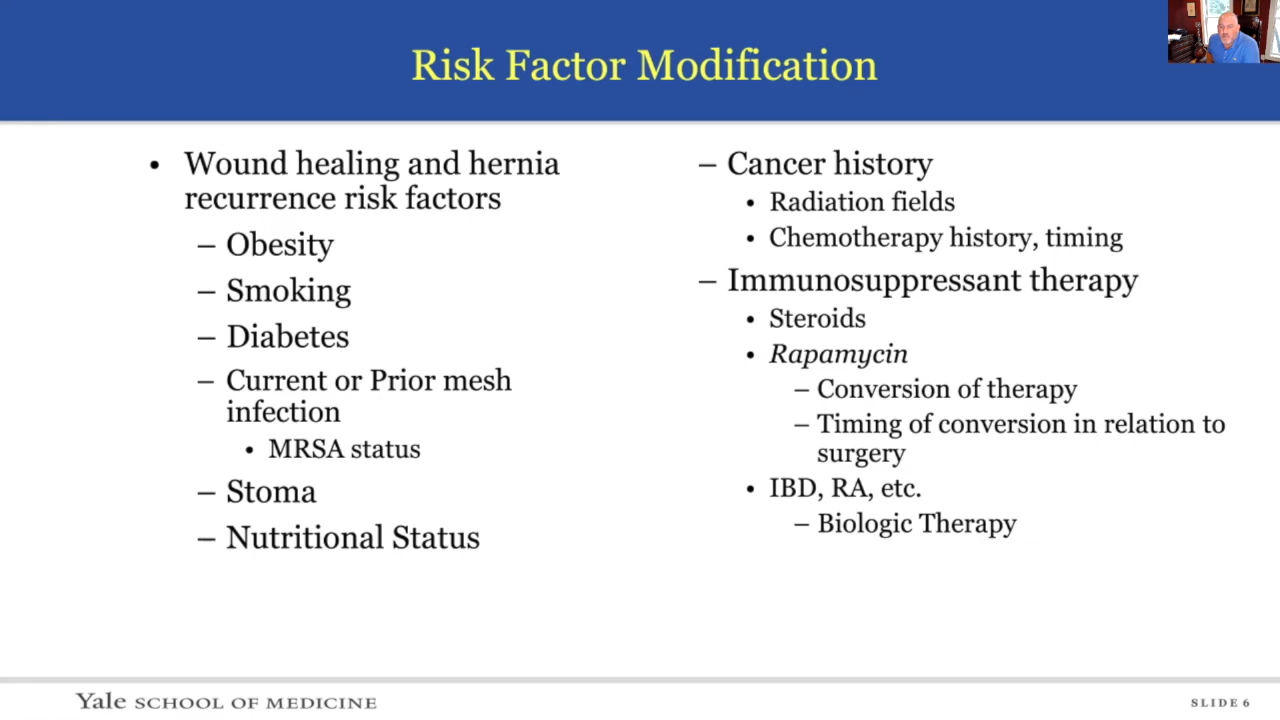 Risk Factor Modification
• Wound healing and hernia
recurrence risk factors
– Obesity
– Smoking
– Diabetes
– Current or Prior mesh
infection
• MRSA status
– Stoma
– Nutritional Status
– Cancer history
• Radiation fields
• Chemotherapy history, timing
– Immunosuppressant therapy
• Steroids
• Rapamycin
– Conversion of therapy
– Timing of conversion in relation to
surgery
• IBD, RA, etc.
– Biologic Therapy
Yale SCHOOL OF MEDICINE
SLIDE 6